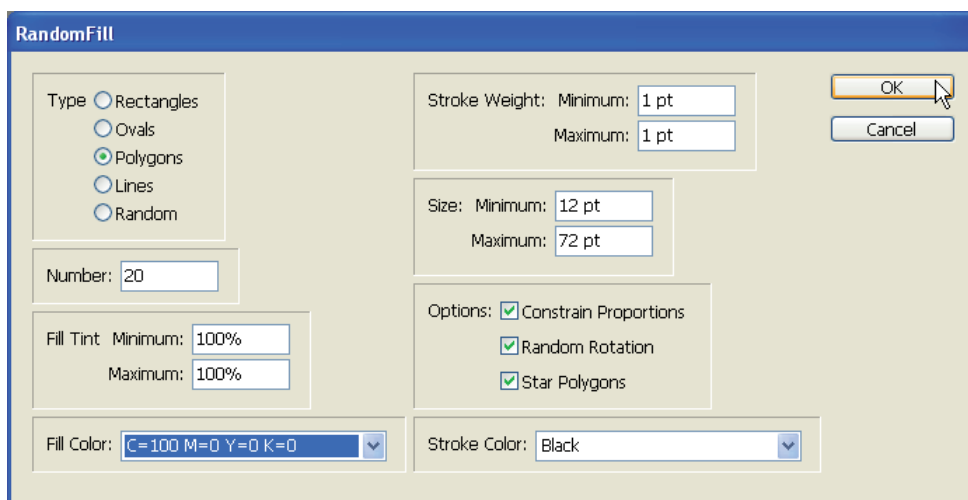 RandomFill
Type Rectangles
Ovals
Polygons
Lines
Random
Number: 20
Fill Tint Minimum: 100%
Maximum: 100%
Fill Color: C=100 M=0 Y=0 K=0
Stroke Weight: Minimum: 1 pt
Maximum: 1 pt
Size: Minimum: 12 pt
Maximum: 72 pt
Options: Constrain Proportions
Random Rotation
Star Polygons
Stroke Color: Black
OK
Cancel